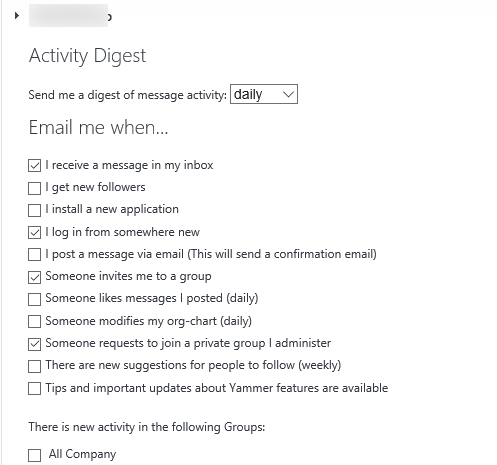 Activity Digest
Send me a digest of message activity: daily
Email me when...
I receive a message in my inbox
I get new followers
I install a new application
I log in from somewhere new
I post a message via email (This will send a confirmation email)
Someone invites me to a group
Someone likes messages I posted (daily)
Someone modifies my org-chart (daily)
Someone requests to join a private group I administer
There are new suggestions for people to follow (weekly)
Tips and important updates about Yammer features are available
There is new activity in the following Groups:
All Company